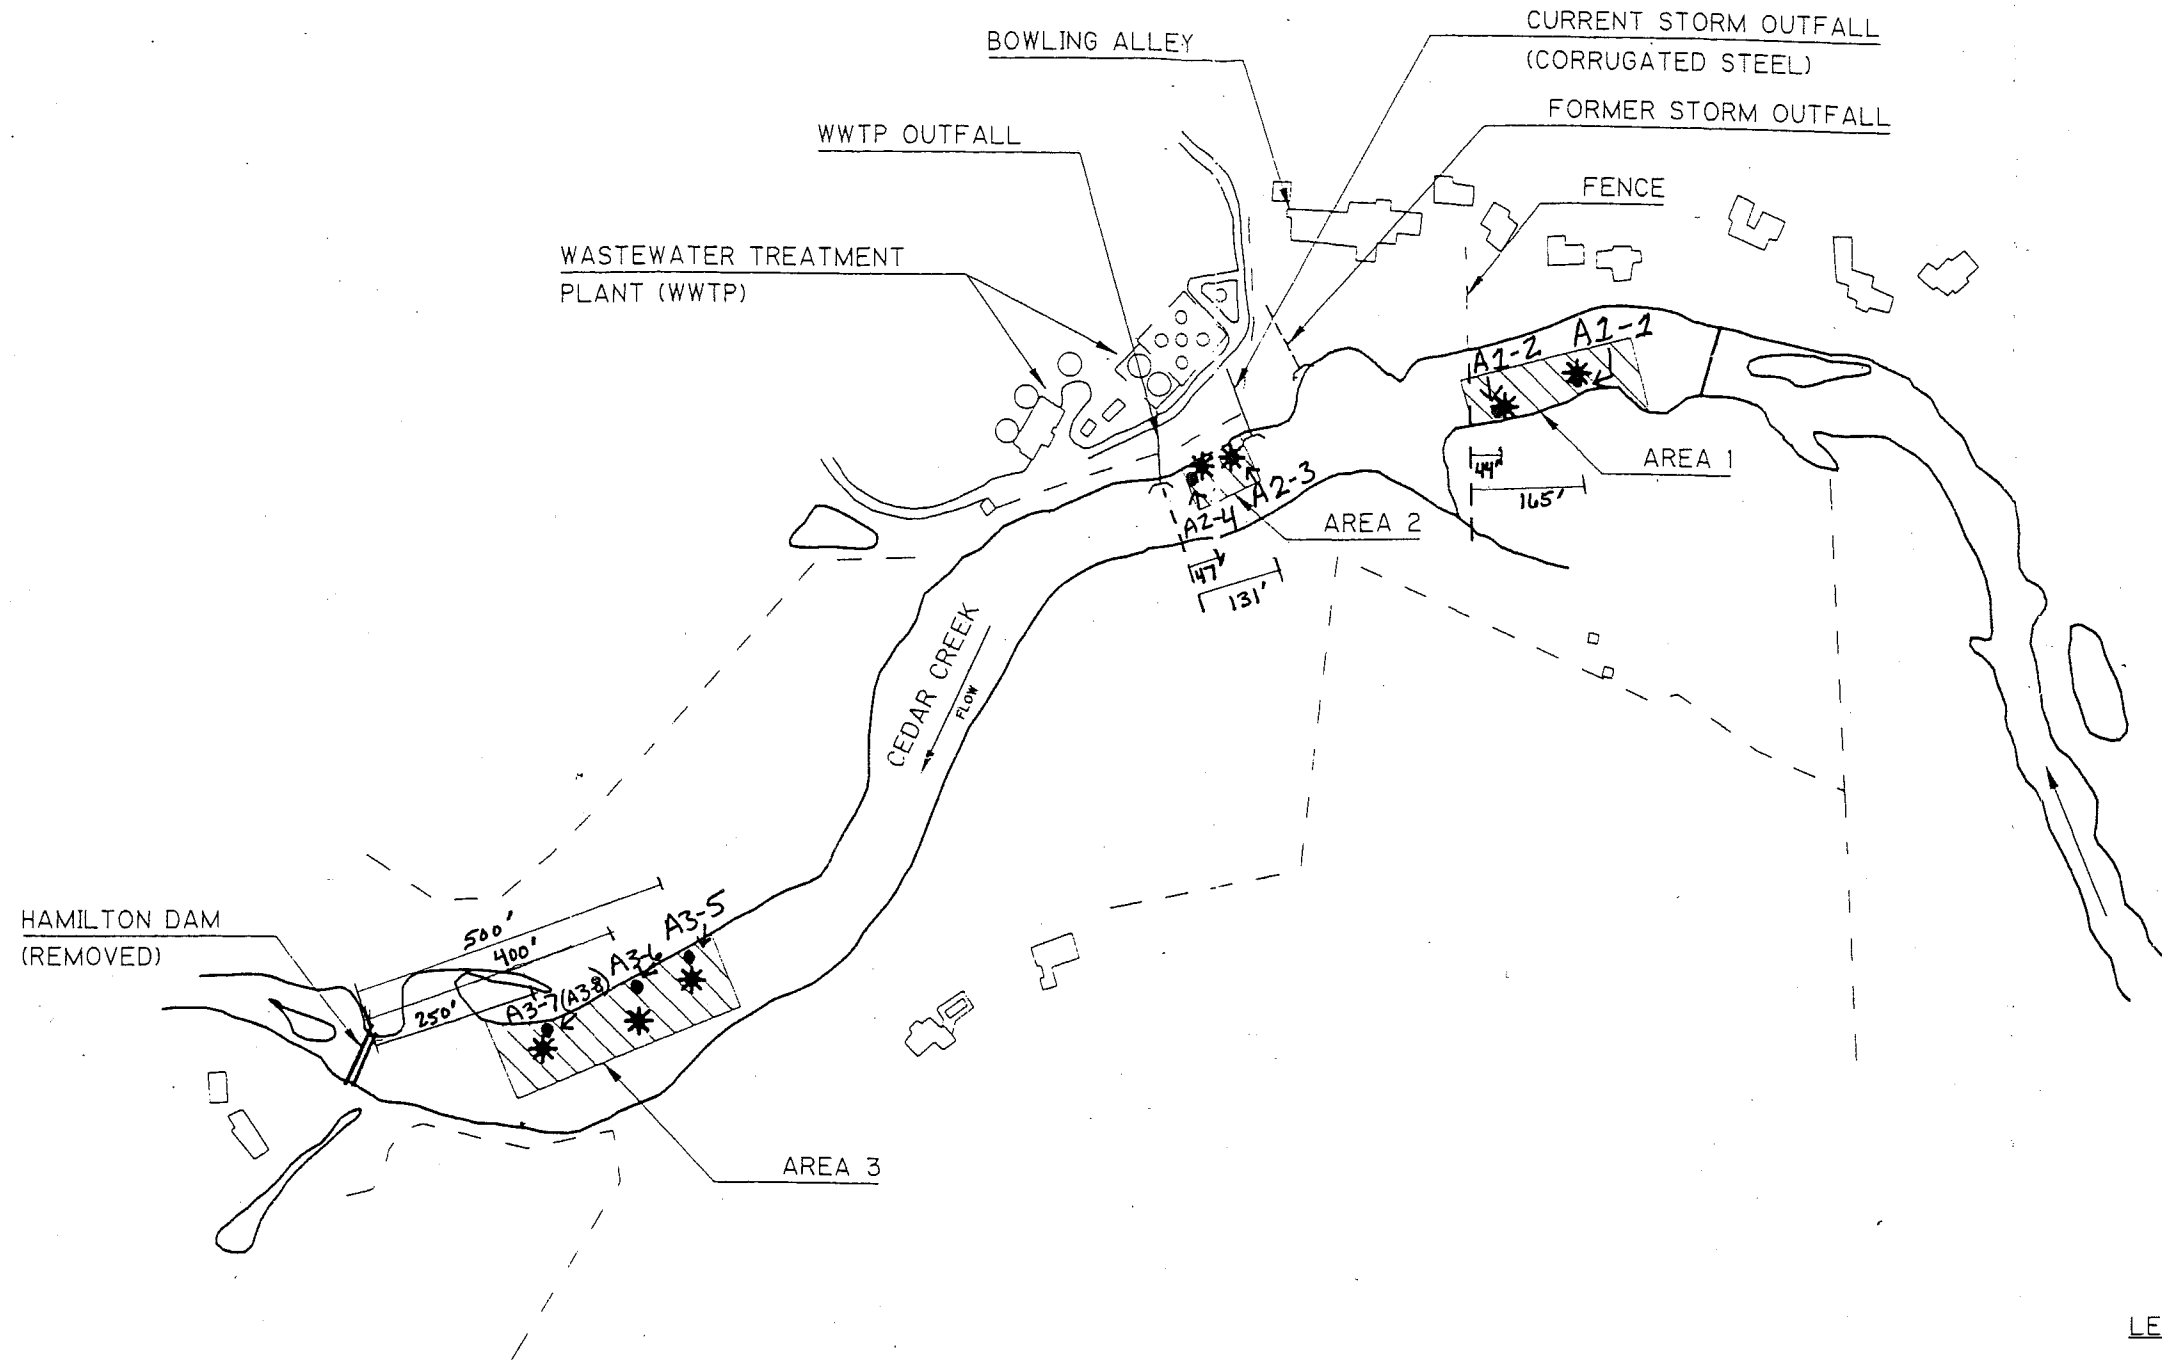 CURRENT STORM OUTFALL
(CORRUGATED STEEL)
BOWLING ALLEY
FORMER STORM OUTFALL
WWTP OUTFALL
FENCE
WASTEWATER TREATMENT
PLANT (WWTP)
A1-1
A1-2
AREA 1
44'
165'
A2-3
A2-4
AREA 2
47'
131'
CEDAR CREEK
FLOW
HAMILTON DAM
(REMOVED)
500'
400'
250'
A3-5
A3-6
A3-7(A3-8)
AREA 3
LE